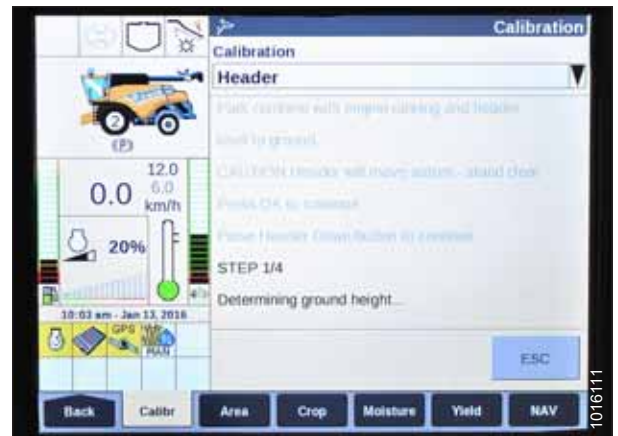 Calibration
Calibration
Header
Park combine with engine running and header
level to ground.
CAUTION Header will move autom.- stand clear
Press OK to continue
Press Header Down button to continue
STEP 1/4
Determining ground height...
ESC
2
(P)
12.0
0.0
6.0
km/h
20%
10:03 am - Jan 13, 2016
GPS
MAN
Back
Calibr
Area
Crop
Moisture
Yield
NAV
1016111